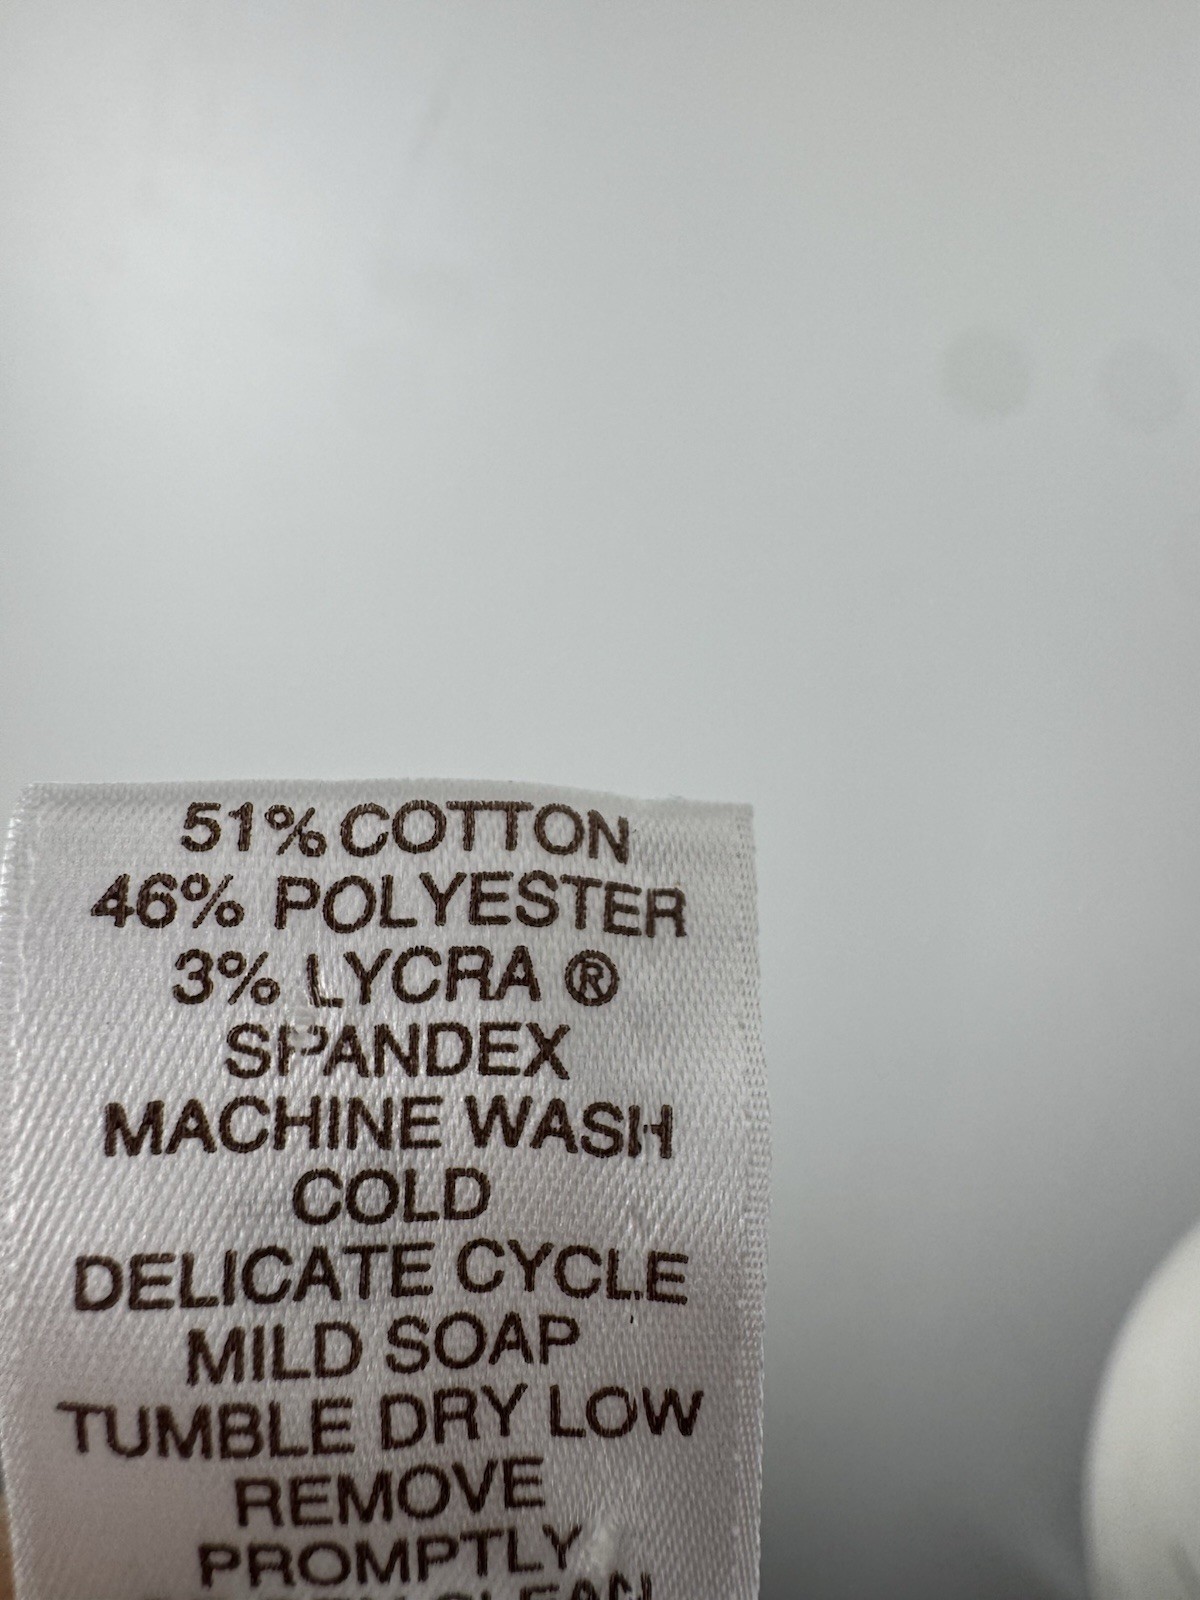 51% COTTON
46% POLYESTER
3% LYCRA ®
SPANDEX
MACHINE WASH
COLD
DELICATE CYCLE
MILD SOAP
TUMBLE DRY LOW
REMOVE
PROMPTLY
CLEAN